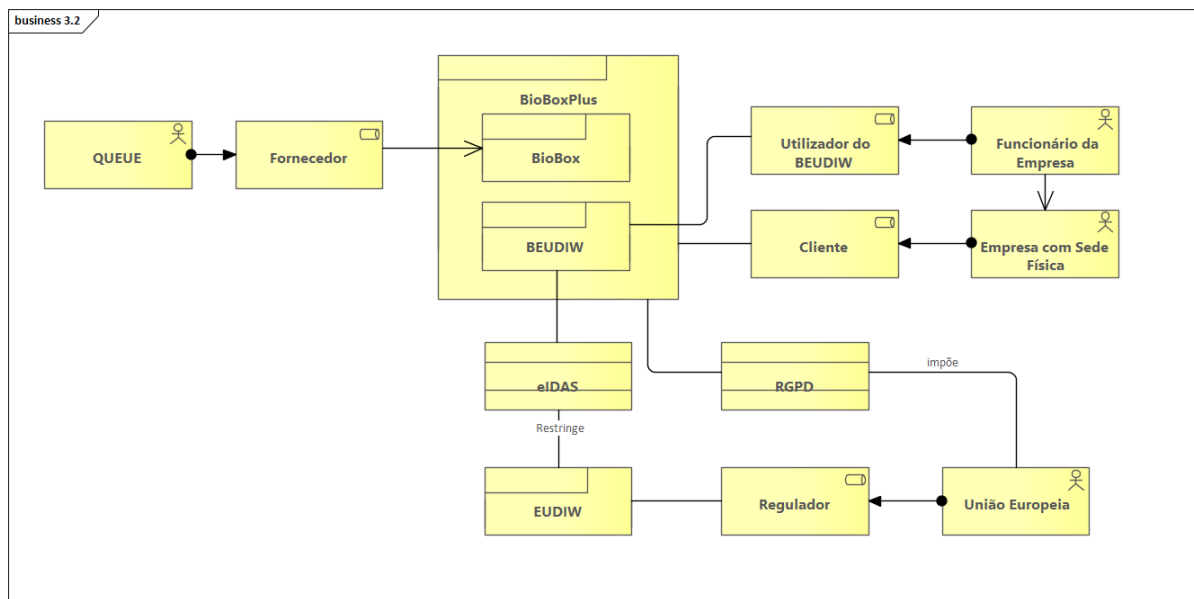 business 3.2
BioBoxPlus
QUEUE
Fornecedor
BioBox
Utilizador do
BEUDIW
Funcionário da
Empresa
BEUDIW
Cliente
Empresa com Sede
Física
eIDAS
RGPD
impõe
Restringe
EUDIW
Regulador
União Europeia